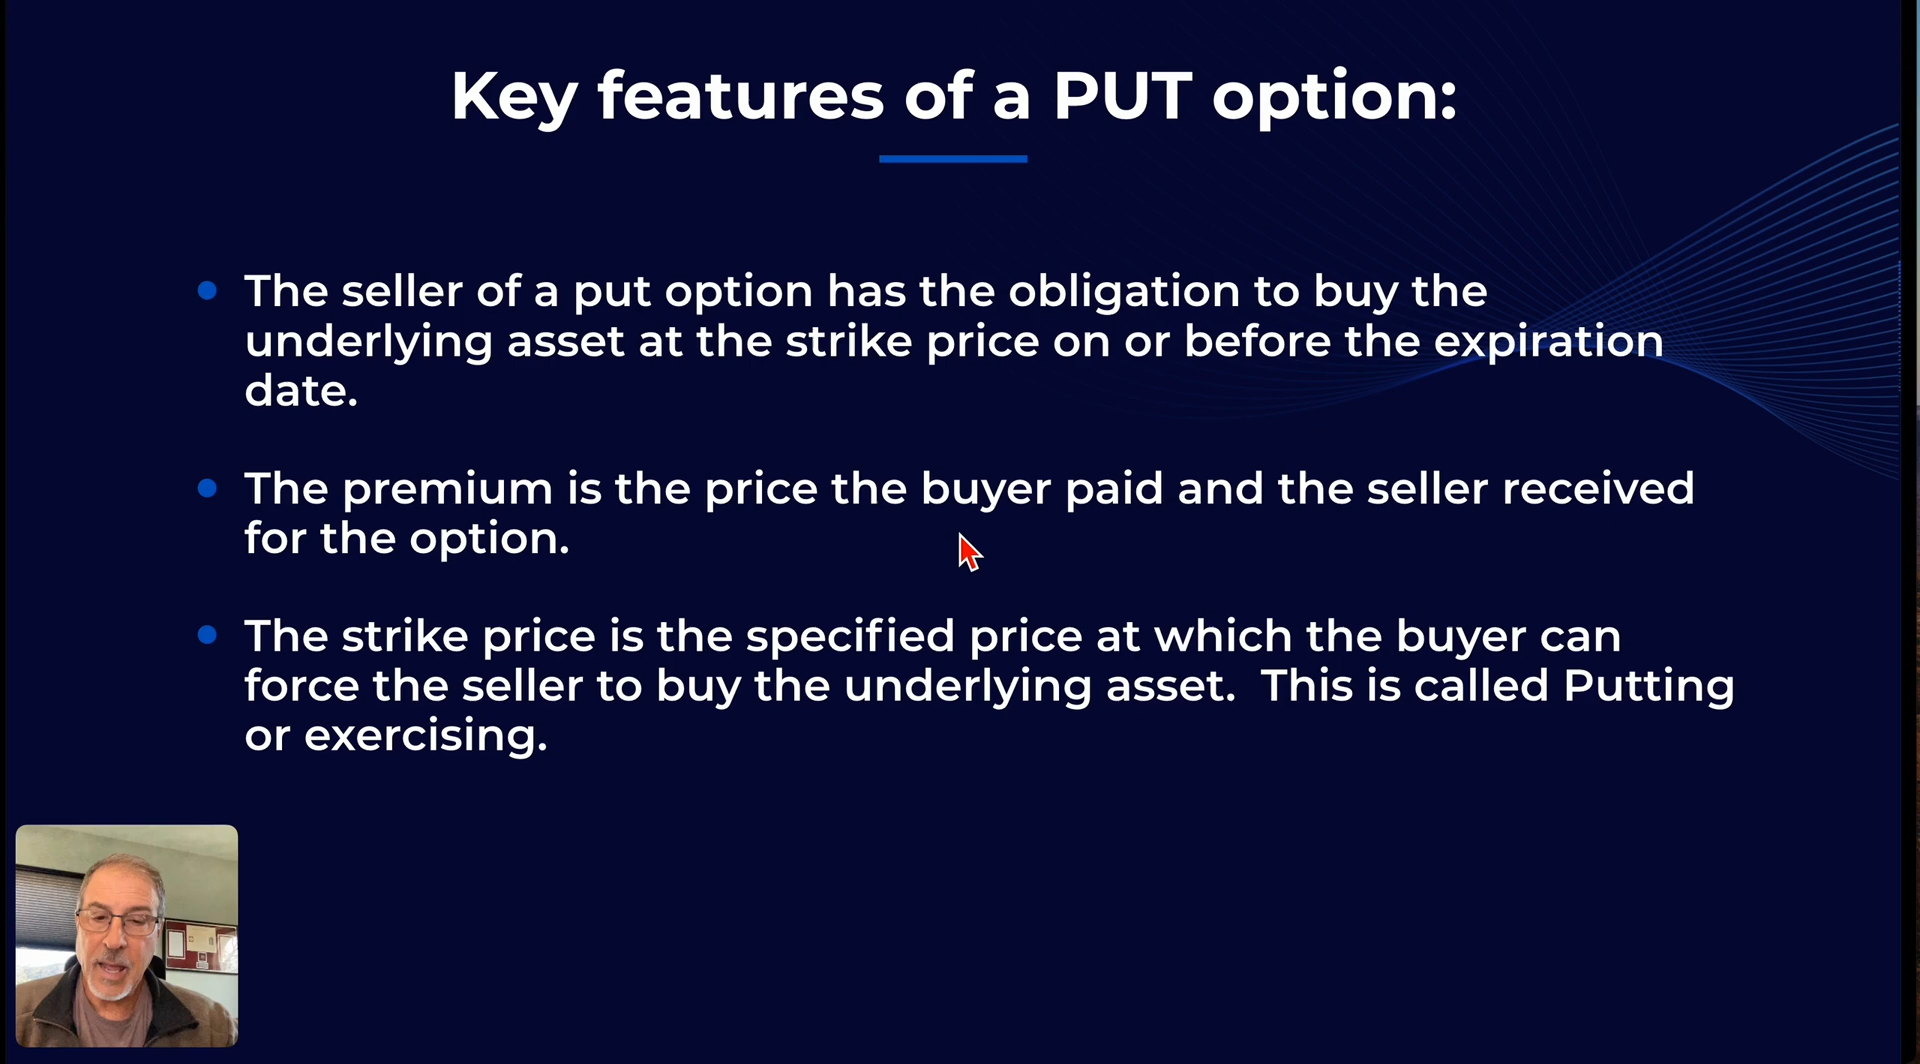 Key features of a PUT option:
The seller of a put option has the obligation to buy the
underlying asset at the strike price on or before the expiration
date.
The premium is the price the buyer paid and the seller received
for the option.
The strike price is the specified price at which the buyer can
force the seller to buy the underlying asset.  This is called Putting
or exercising.